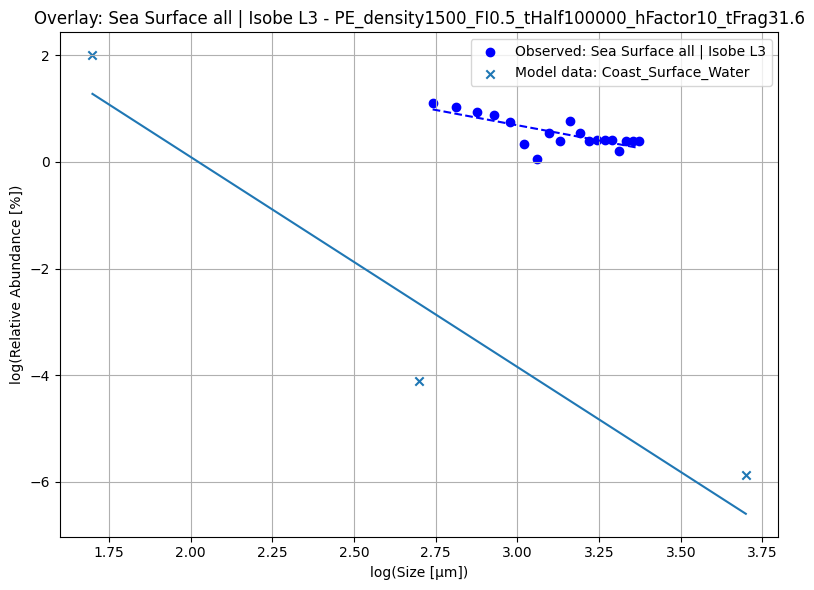 Overlay: Sea Surface all | Isobe L3 - PE_density1500_FI0.5_tHalf100000_hFactor10_tFrag31.6
Observed: Sea Surface all | Isobe L3
Model data: Coast_Surface_Water
log(Relative Abundance [%])
2
0
−2
−4
−6
1.75 2.00 2.25 2.50 2.75 3.00 3.25 3.50 3.75
log(Size [μm])